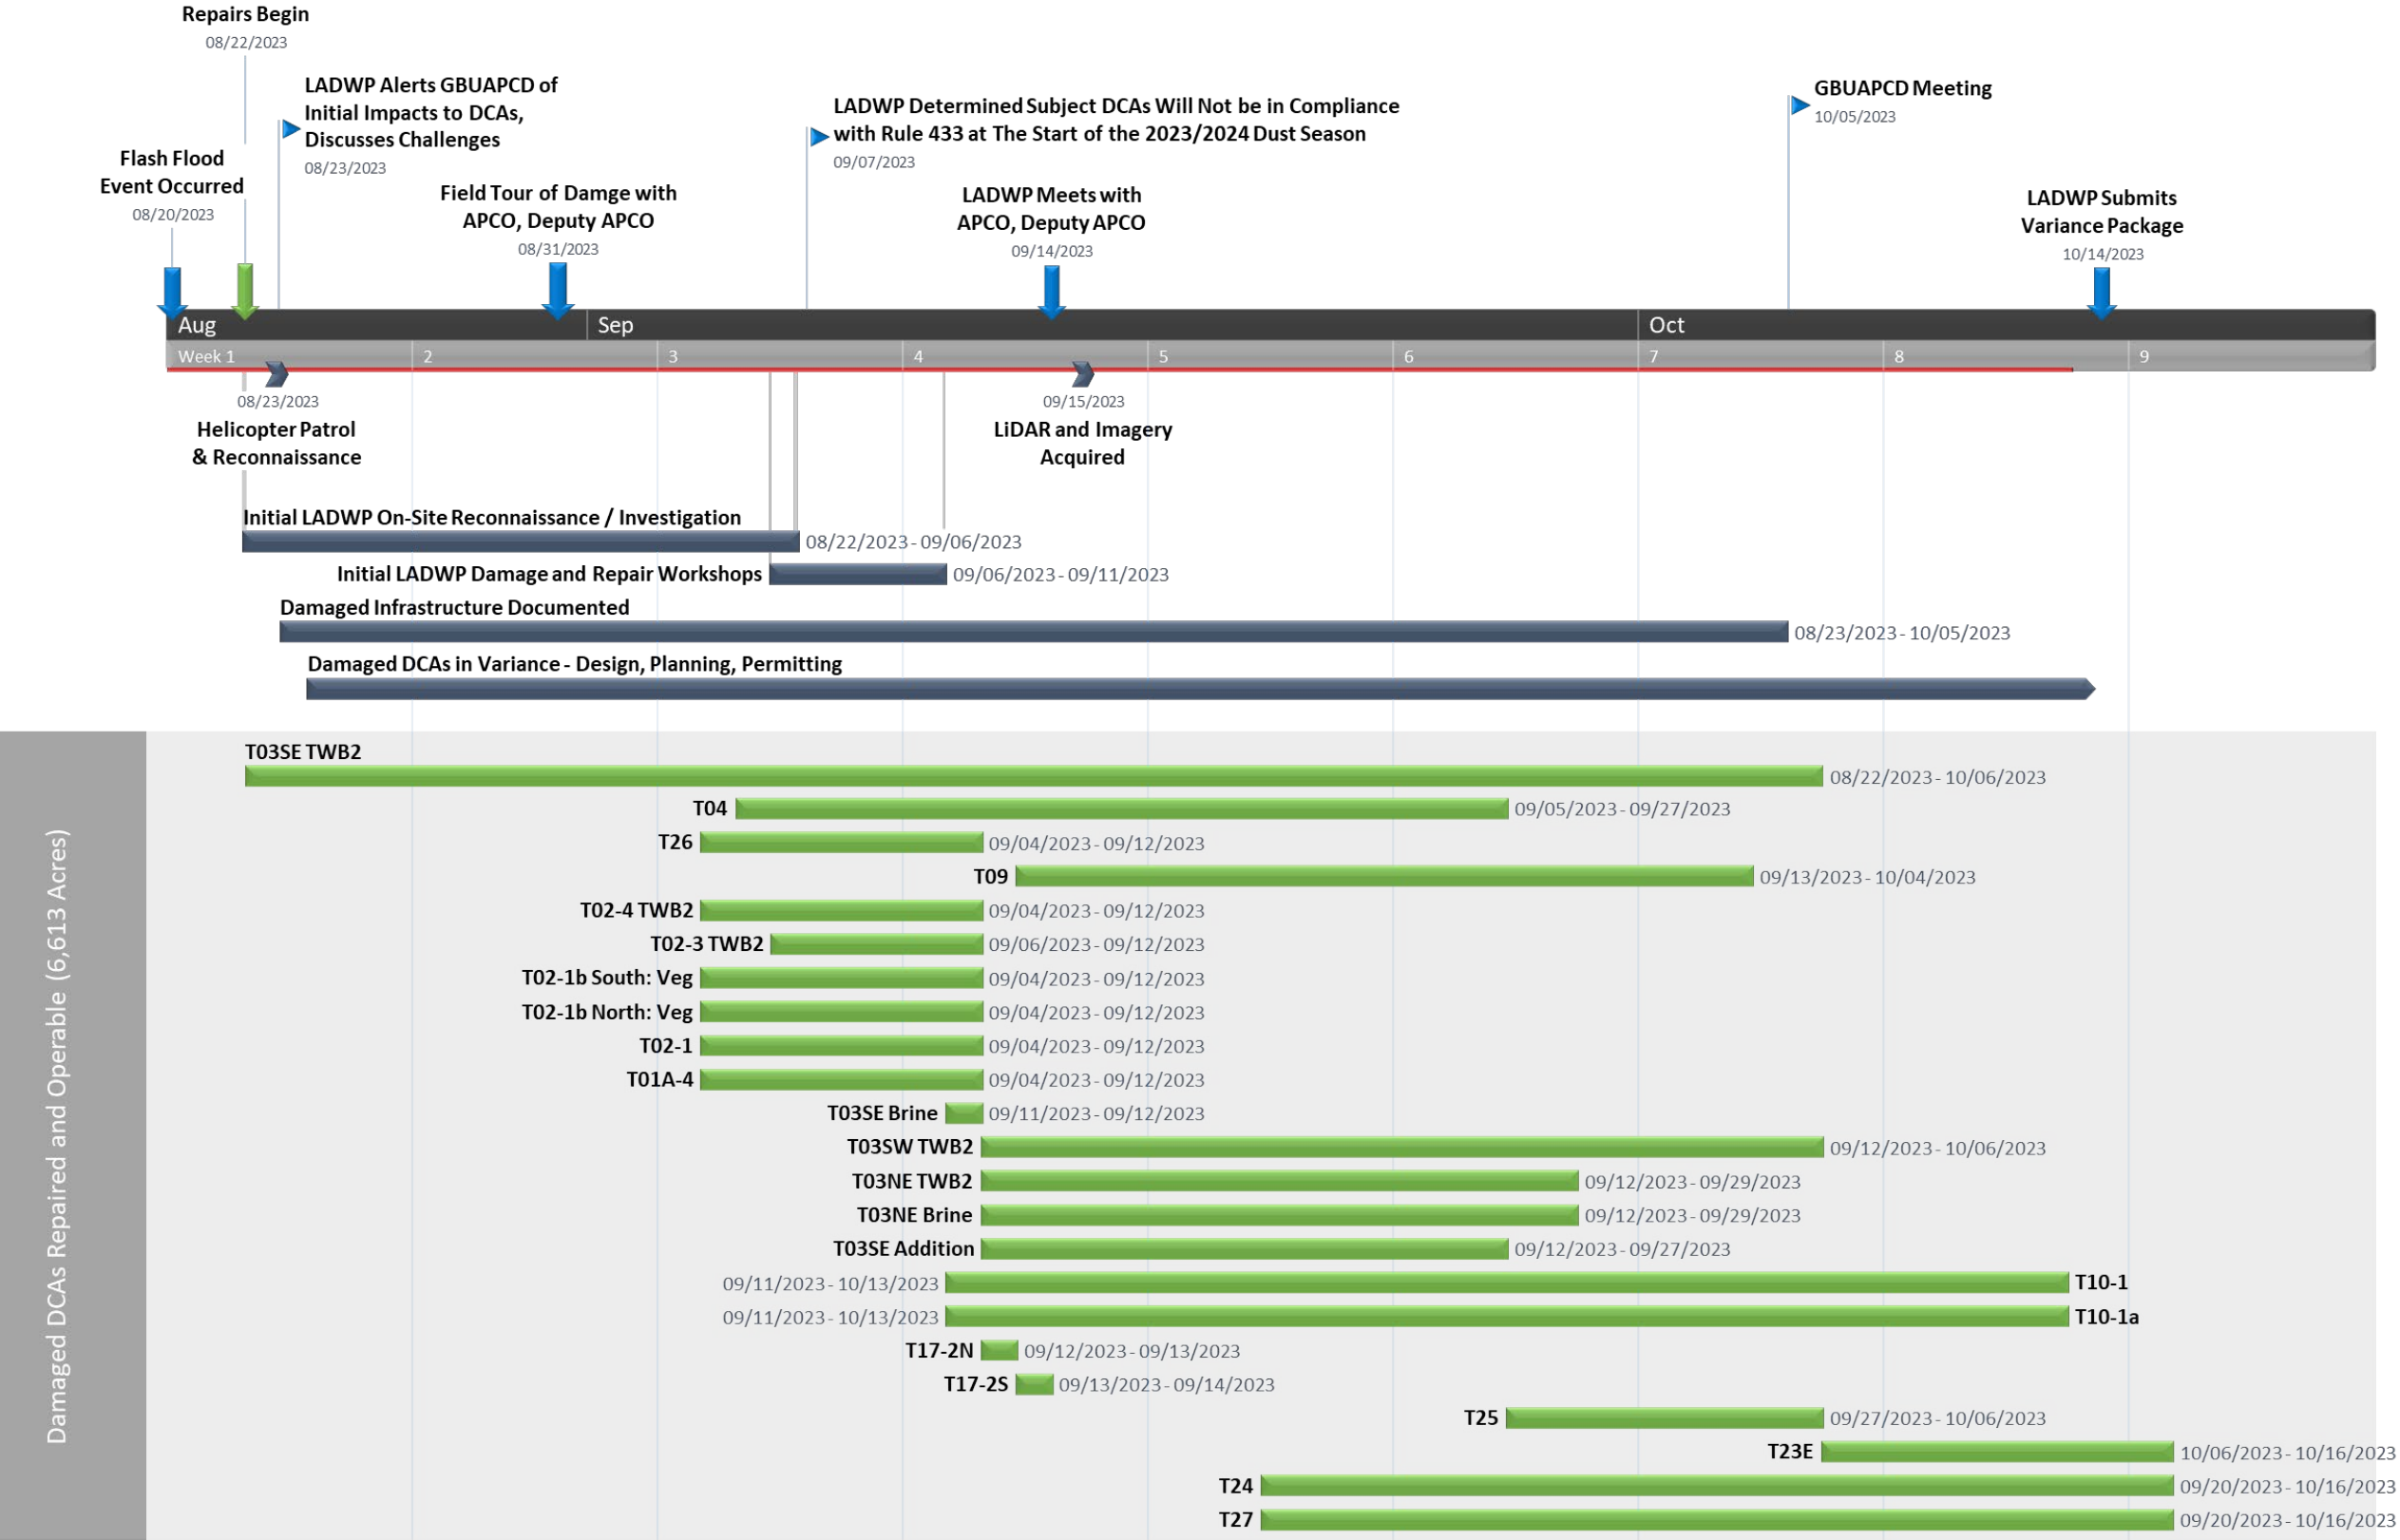 Repairs Begin
08/22/2023
LADWP Alerts GBUAPCD of
Initial Impacts to DCAs,
Discusses Challenges
08/23/2023
LADWP Determined Subject DCAs Will Not be in Compliance
with Rule 433 at The Start of the 2023/2024 Dust Season
09/07/2023
GBUAPCD Meeting
10/05/2023
Flash Flood
Event Occurred
08/20/2023
Field Tour of Damge with
APCO, Deputy APCO
08/31/2023
LADWP Meets with
APCO, Deputy APCO
09/14/2023
LADWP Submits
Variance Package
10/14/2023
Aug Sep Oct
Week 1 2 3 4 5 6 7 8 9
08/23/2023
Helicopter Patrol
& Reconnaissance
09/15/2023
LiDAR and Imagery
Acquired
Initial LADWP On-Site Reconnaissance / Investigation
08/22/2023 - 09/06/2023
Initial LADWP Damage and Repair Workshops 09/06/2023 - 09/11/2023
Damaged Infrastructure Documented
08/23/2023 - 10/05/2023
Damaged DCAs in Variance - Design, Planning, Permitting
Damaged DCAs Repaired and Operable (6,613 Acres)
T03SE TWB2
08/22/2023 - 10/06/2023
T04 09/05/2023 - 09/27/2023
T26 09/04/2023 - 09/12/2023
T09 09/13/2023 - 10/04/2023
T02-4 TWB2 09/04/2023 - 09/12/2023
T02-3 TWB2 09/06/2023 - 09/12/2023
T02-1b South: Veg 09/04/2023 - 09/12/2023
T02-1b North: Veg 09/04/2023 - 09/12/2023
T02-1 09/04/2023 - 09/12/2023
T01A-4 09/04/2023 - 09/12/2023
T03SE Brine 09/11/2023 - 09/12/2023
T03SW TWB2 09/12/2023 - 10/06/2023
T03NE TWB2 09/12/2023 - 09/29/2023
T03NE Brine 09/12/2023 - 09/29/2023
T03SE Addition 09/12/2023 - 09/27/2023
09/11/2023 - 10/13/2023 T10-1
09/11/2023 - 10/13/2023 T10-1a
T17-2N 09/12/2023 - 09/13/2023
T17-2S 09/13/2023 - 09/14/2023
T25 09/27/2023 - 10/06/2023
T23E 10/06/2023 - 10/16/2023
T24 09/20/2023 - 10/16/2023
T27 09/20/2023 - 10/16/2023